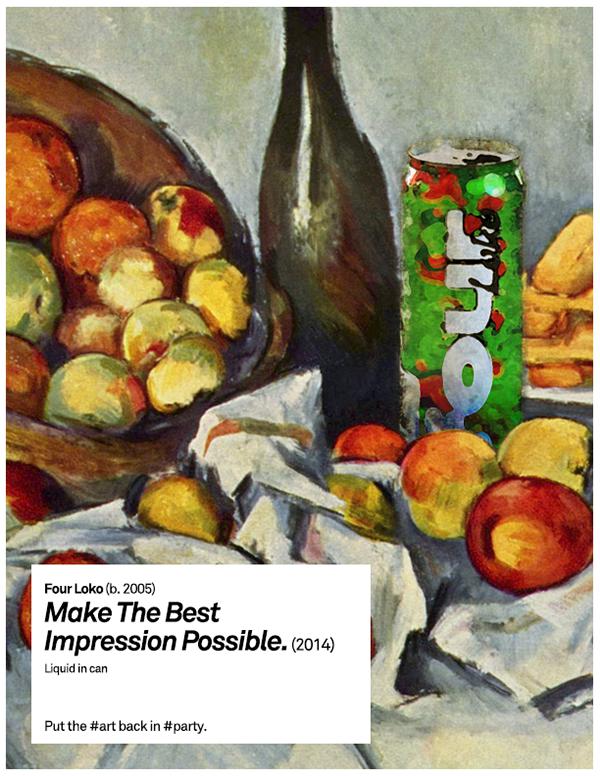 Four
Loko
Four Loko (b. 2005)
Make The Best
Impression Possible. (2014)
Liquid in can
Put the #art back in #party.